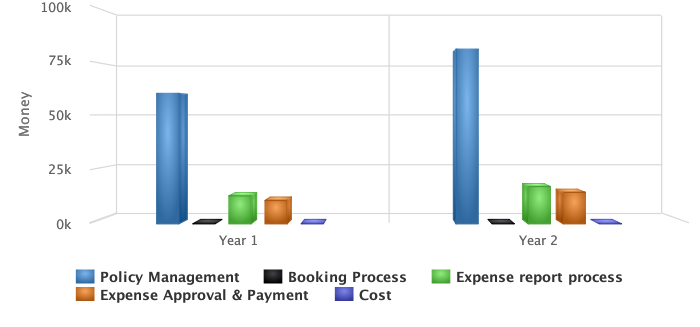 100k
75k
50k
25k
0k
Money
Year 1
Year 2
Policy Management
Booking Process
Expense report process
Expense Approval & Payment
Cost